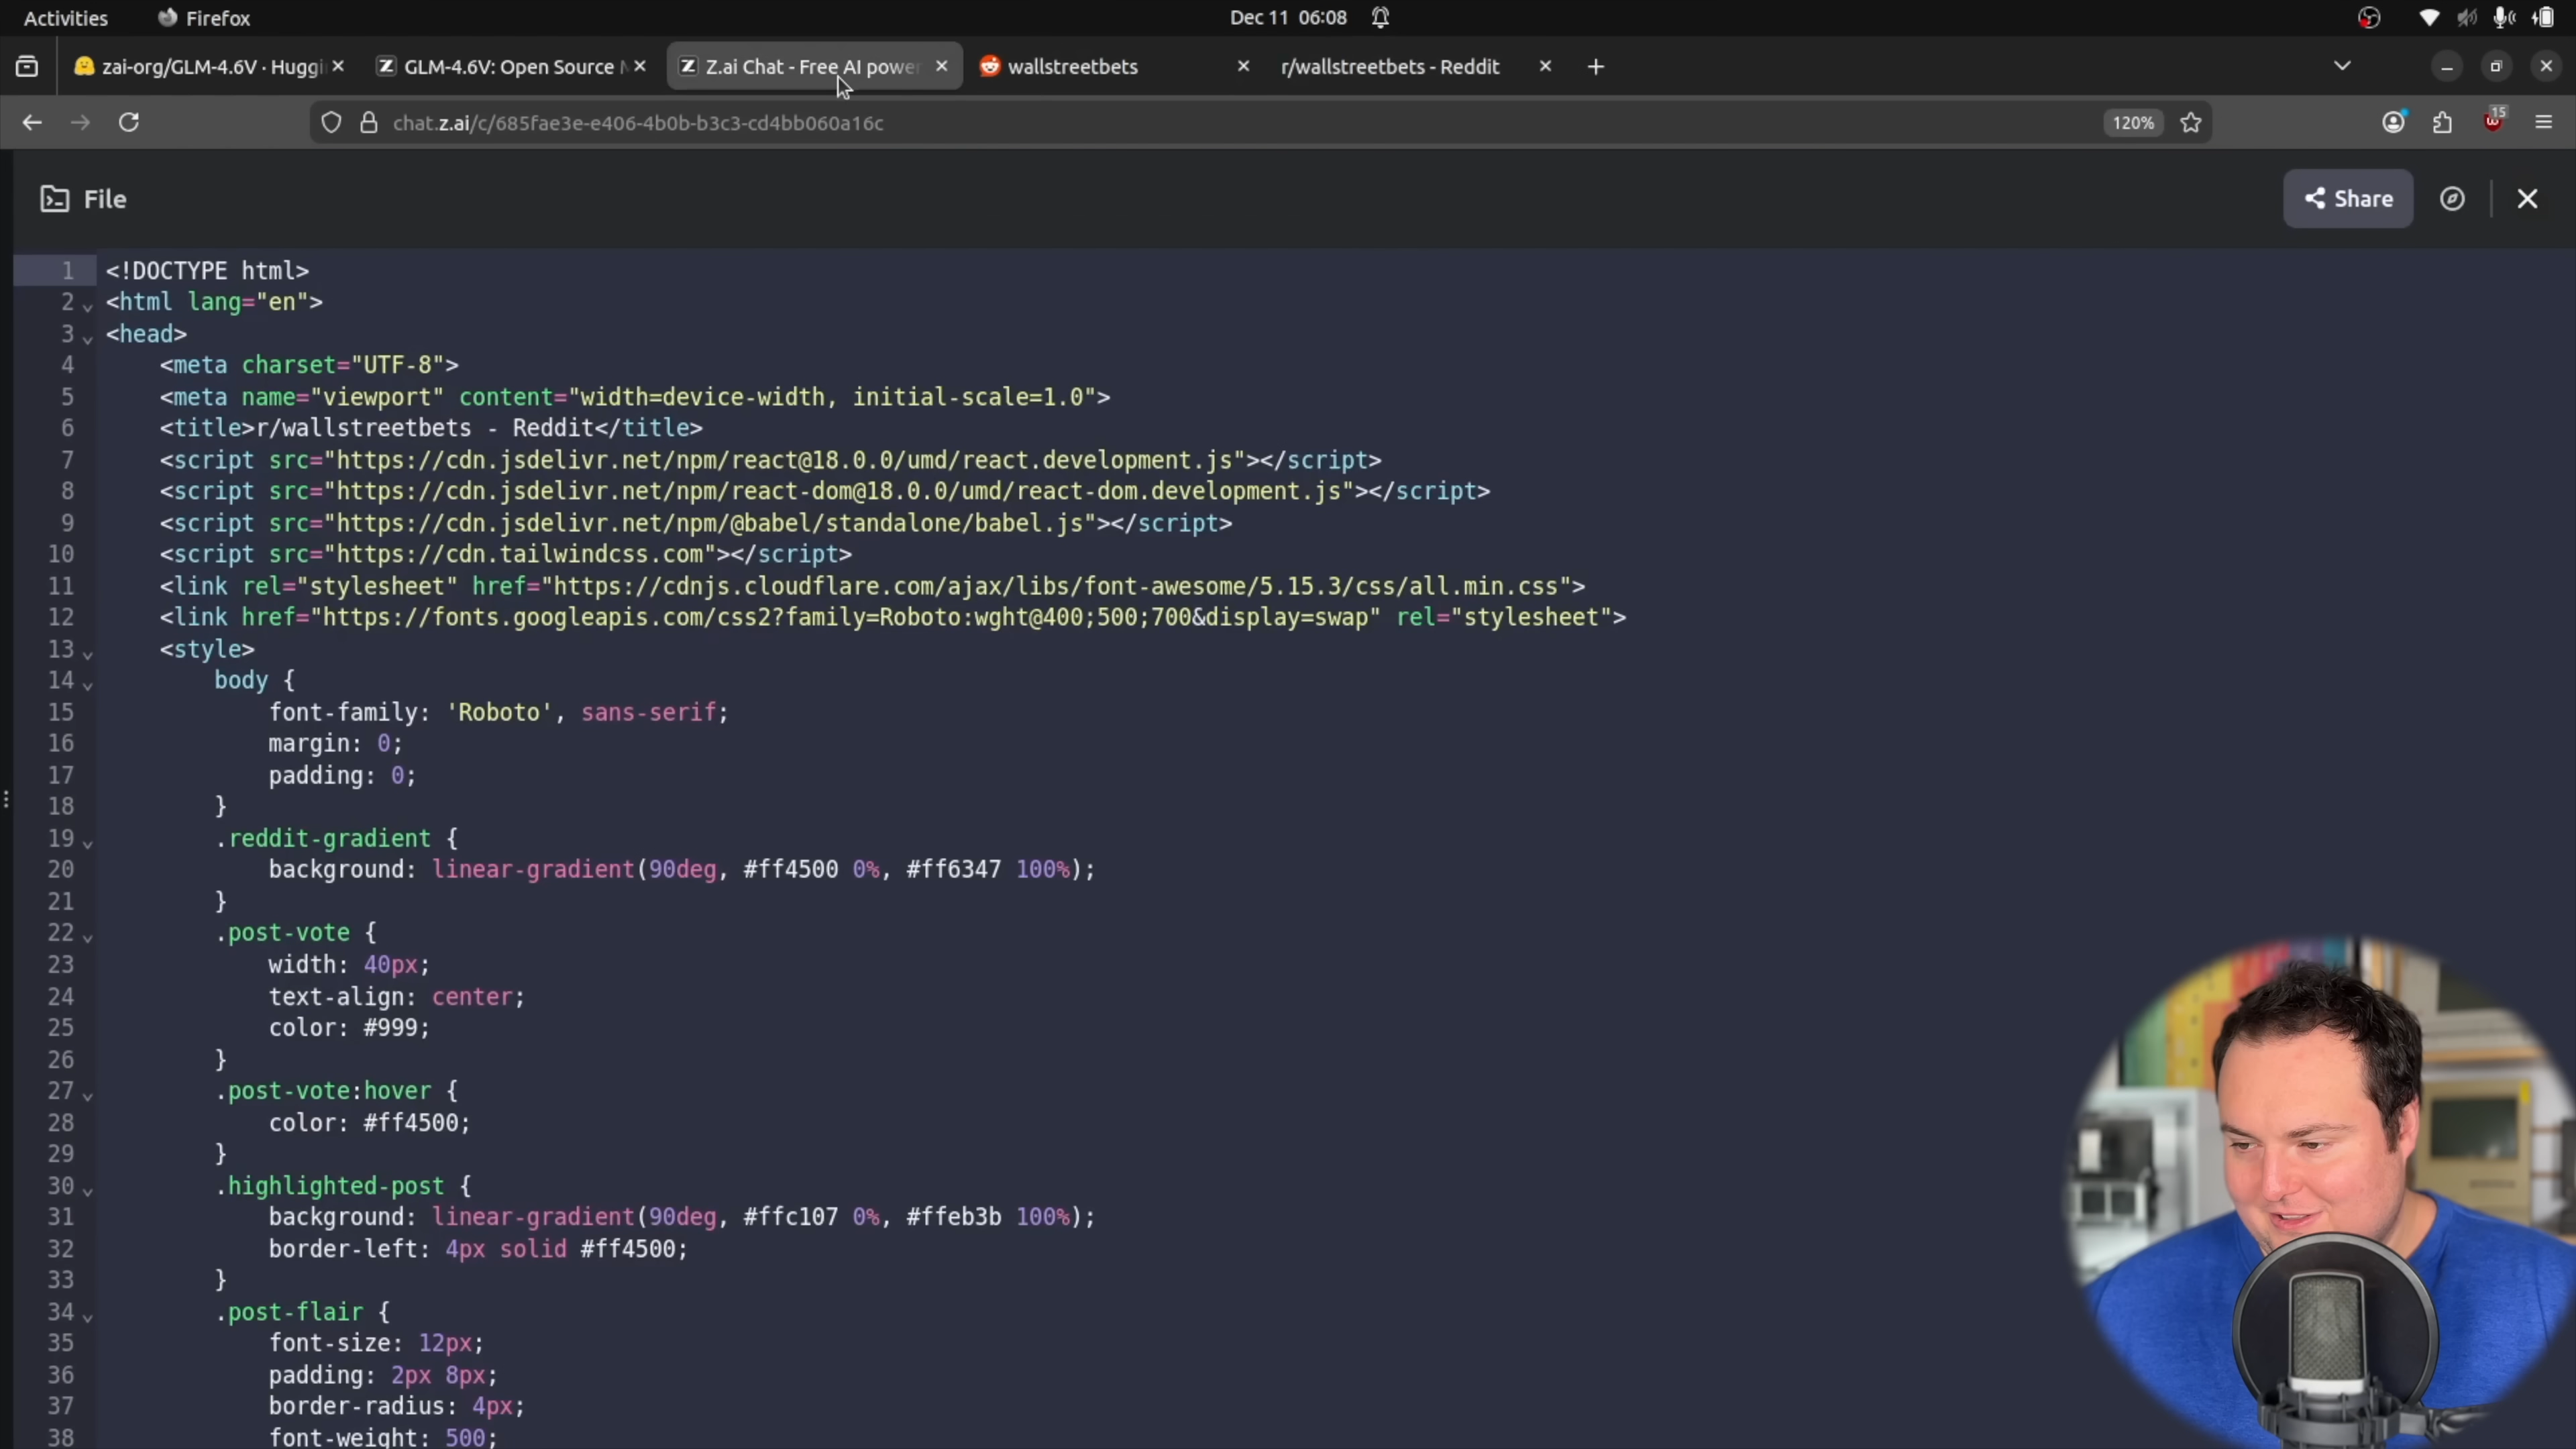 Activities Firefox Dec 11 06:08
zai-org/GLM-4.6V · Huggi GLM-4.6V: Open Source Z.ai Chat - Free AI power wallstreetbets r/wallstreetbets - Reddit
chat.z.ai/c/685fae3e-e406-4b0b-b3c3-cd4bb060a16c 120% 15
File Share
1 <!DOCTYPE html>
2 <html lang="en">
3 <head>
4 <meta charset="UTF-8">
5 <meta name="viewport" content="width=device-width, initial-scale=1.0">
6 <title>r/wallstreetbets - Reddit</title>
7 <script src="https://cdn.jsdelivr.net/npm/react@18.0.0/umd/react.development.js"></script>
8 <script src="https://cdn.jsdelivr.net/npm/react-dom@18.0.0/umd/react-dom.development.js"></script>
9 <script src="https://cdn.jsdelivr.net/npm/@babel/standalone/babel.js"></script>
10 <script src="https://cdn.tailwindcss.com"></script>
11 <link rel="stylesheet" href="https://cdnjs.cloudflare.com/ajax/libs/font-awesome/5.15.3/css/all.min.css">
12 <link href="https://fonts.googleapis.com/css2?family=Roboto:wght@400;500;700&display=swap" rel="stylesheet">
13 <style>
14 body {
15 font-family: 'Roboto', sans-serif;
16 margin: 0;
17 padding: 0;
18 }
19 .reddit-gradient {
20 background: linear-gradient(90deg, #ff4500 0%, #ff6347 100%);
21 }
22 .post-vote {
23 width: 40px;
24 text-align: center;
25 color: #999;
26 }
27 .post-vote:hover {
28 color: #ff4500;
29 }
30 .highlighted-post {
31 background: linear-gradient(90deg, #ffc107 0%, #ffeb3b 100%);
32 border-left: 4px solid #ff4500;
33 }
34 .post-flair {
35 font-size: 12px;
36 padding: 2px 8px;
37 border-radius: 4px;
38 font-weight: 500;